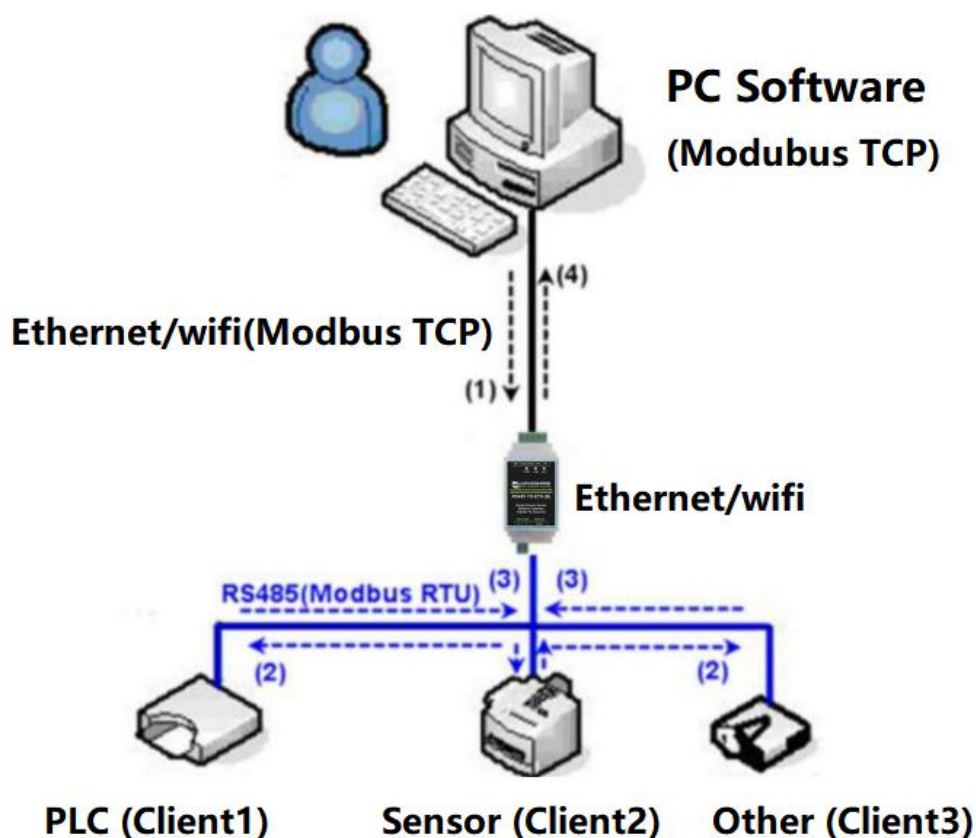 PC Software
(Modubus TCP)
(4)
Ethernet/wifi(Modbus TCP)
(1)
Ethernet/wifi
RS485(Modbus RTU)
(3)
(3)
(2)
(2)
PLC (Client1)
Sensor (Client2)
Other (Client3)